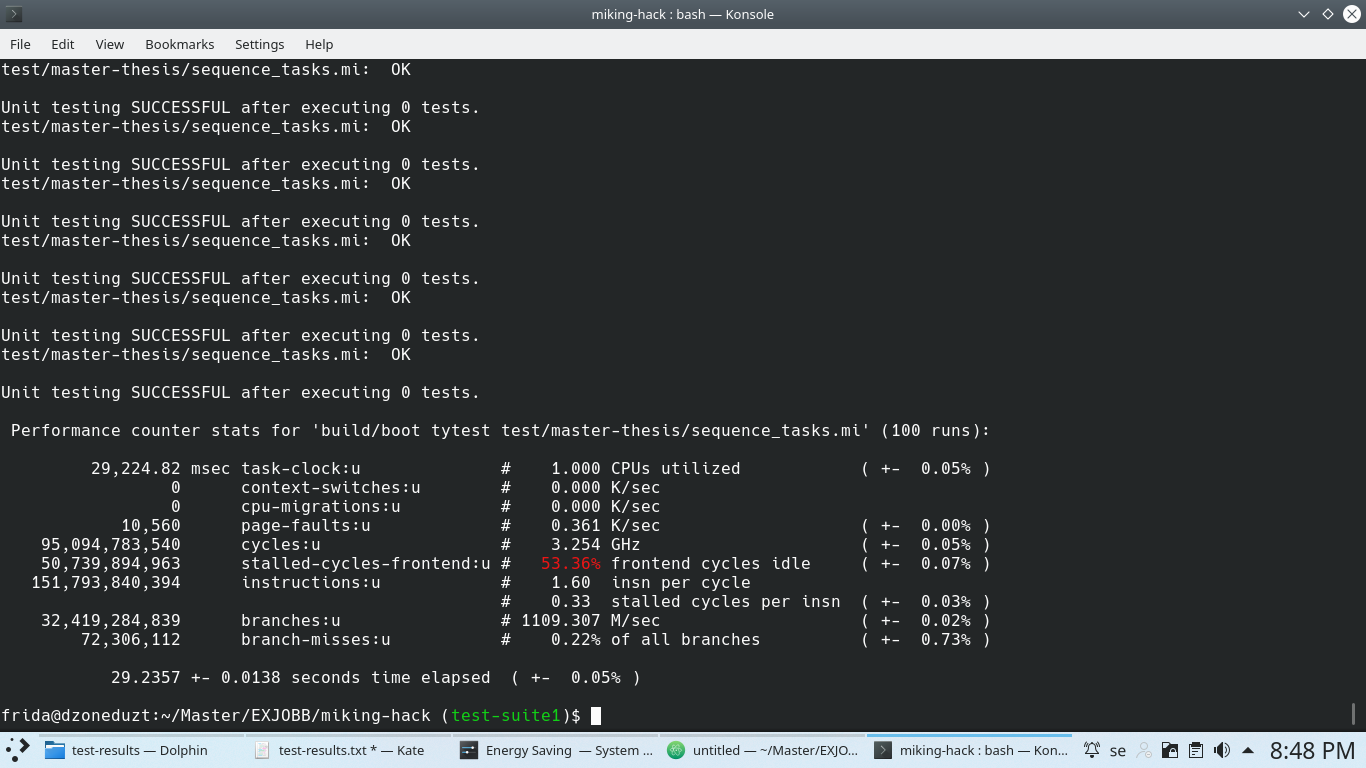 miking-hack : bash — Konsole
File Edit View Bookmarks Settings Help
test/master-thesis/sequence_tasks.mi:  OK
Unit testing SUCCESSFUL after executing 0 tests.
test/master-thesis/sequence_tasks.mi:  OK
Unit testing SUCCESSFUL after executing 0 tests.
test/master-thesis/sequence_tasks.mi:  OK
Unit testing SUCCESSFUL after executing 0 tests.
test/master-thesis/sequence_tasks.mi:  OK
Unit testing SUCCESSFUL after executing 0 tests.
test/master-thesis/sequence_tasks.mi:  OK
Unit testing SUCCESSFUL after executing 0 tests.
test/master-thesis/sequence_tasks.mi:  OK
Unit testing SUCCESSFUL after executing 0 tests.
Performance counter stats for 'build/boot tytest test/master-thesis/sequence_tasks.mi' (100 runs):
29,224.82 msec task-clock:u # 1.000 CPUs utilized ( +- 0.05% )
0 context-switches:u # 0.000 K/sec
0 cpu-migrations:u # 0.000 K/sec
10,560 page-faults:u # 0.361 K/sec ( +- 0.00% )
95,094,783,540 cycles:u # 3.254 GHz ( +- 0.05% )
50,739,894,963 stalled-cycles-frontend:u # 53.36% frontend cycles idle ( +- 0.07% )
151,793,840,394 instructions:u # 1.60 insn per cycle
# 0.33 stalled cycles per insn ( +- 0.03% )
32,419,284,839 branches:u # 1109.307 M/sec ( +- 0.02% )
72,306,112 branch-misses:u # 0.22% of all branches ( +- 0.73% )
29.2357 +- 0.0138 seconds time elapsed ( +- 0.05% )
frida@dzoneduzt:~/Master/EXJOBB/miking-hack (test-suite1)$
test-results — Dolphin test-results.txt * — Kate Energy Saving — System ... untitled — ~/Master/EXJO... miking-hack : bash — Kon... se 8:48 PM